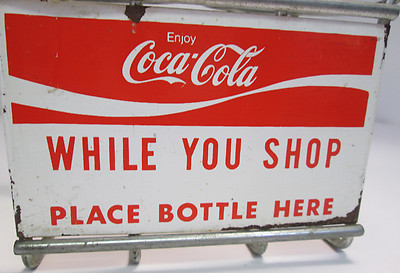 Enjoy
Coca-Cola
WHILE YOU SHOP
PLACE BOTTLE HERE